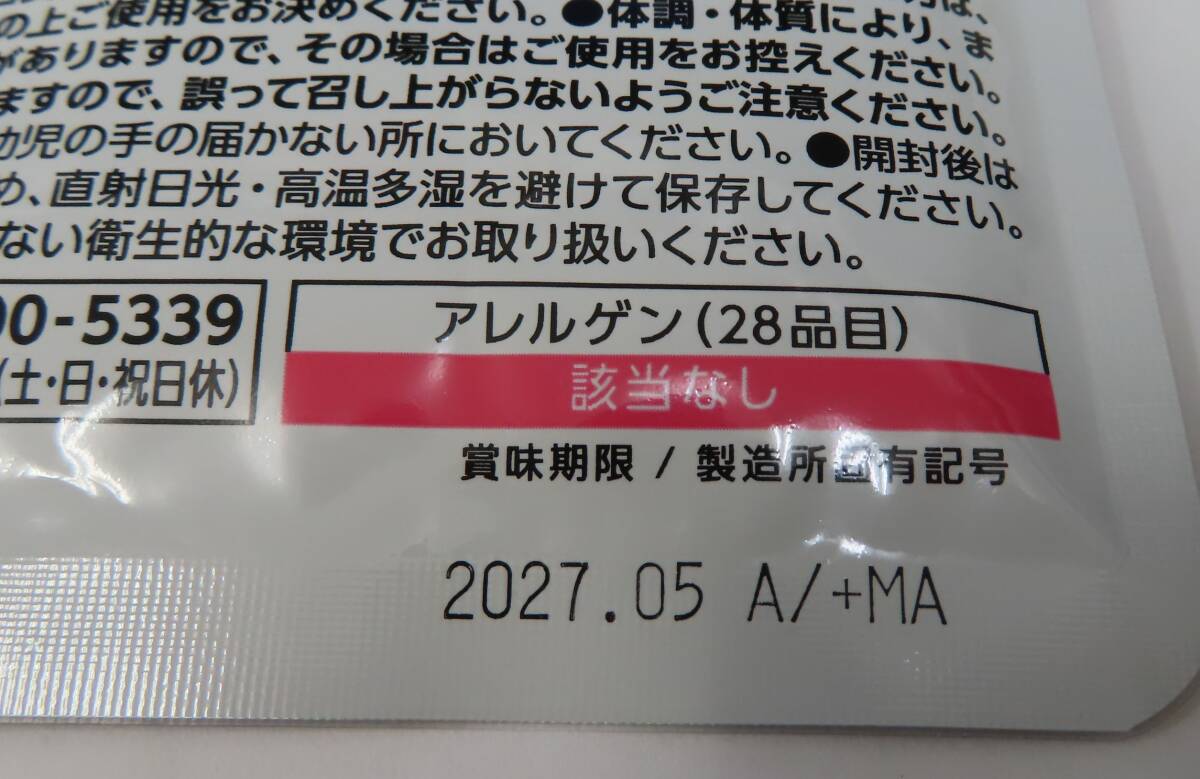 の上ご使用をお決めください。●体調・体質により、ま
がありますので、その場合はご使用をお控えください。
ますので、誤って召し上がらないようご注意ください。
幼児の手の届かない所においてください。●開封後は
め、直射日光・高温多湿を避けて保存してください。
ない衛生的な環境でお取り扱いください。
00-5339
(土・日・祝日休)
アレルゲン(28品目)
該当なし
賞味期限 / 製造所固有記号
2027.05 A/+MA